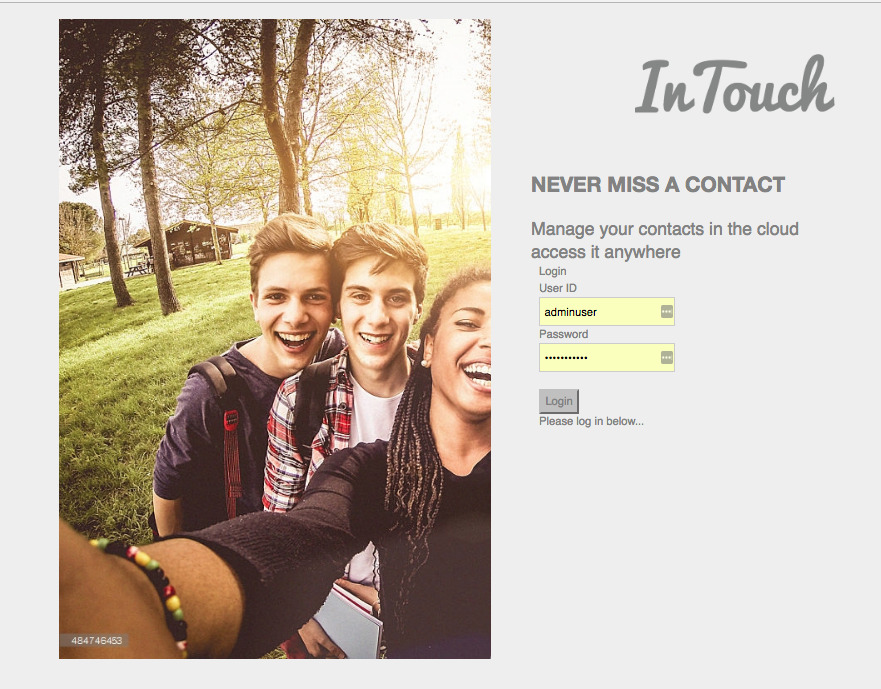 InTouch
NEVER MISS A CONTACT
Manage your contacts in the cloud
access it anywhere
Login
User ID
adminuser
Password
•••••••••••
Login
Please log in below...
484746453